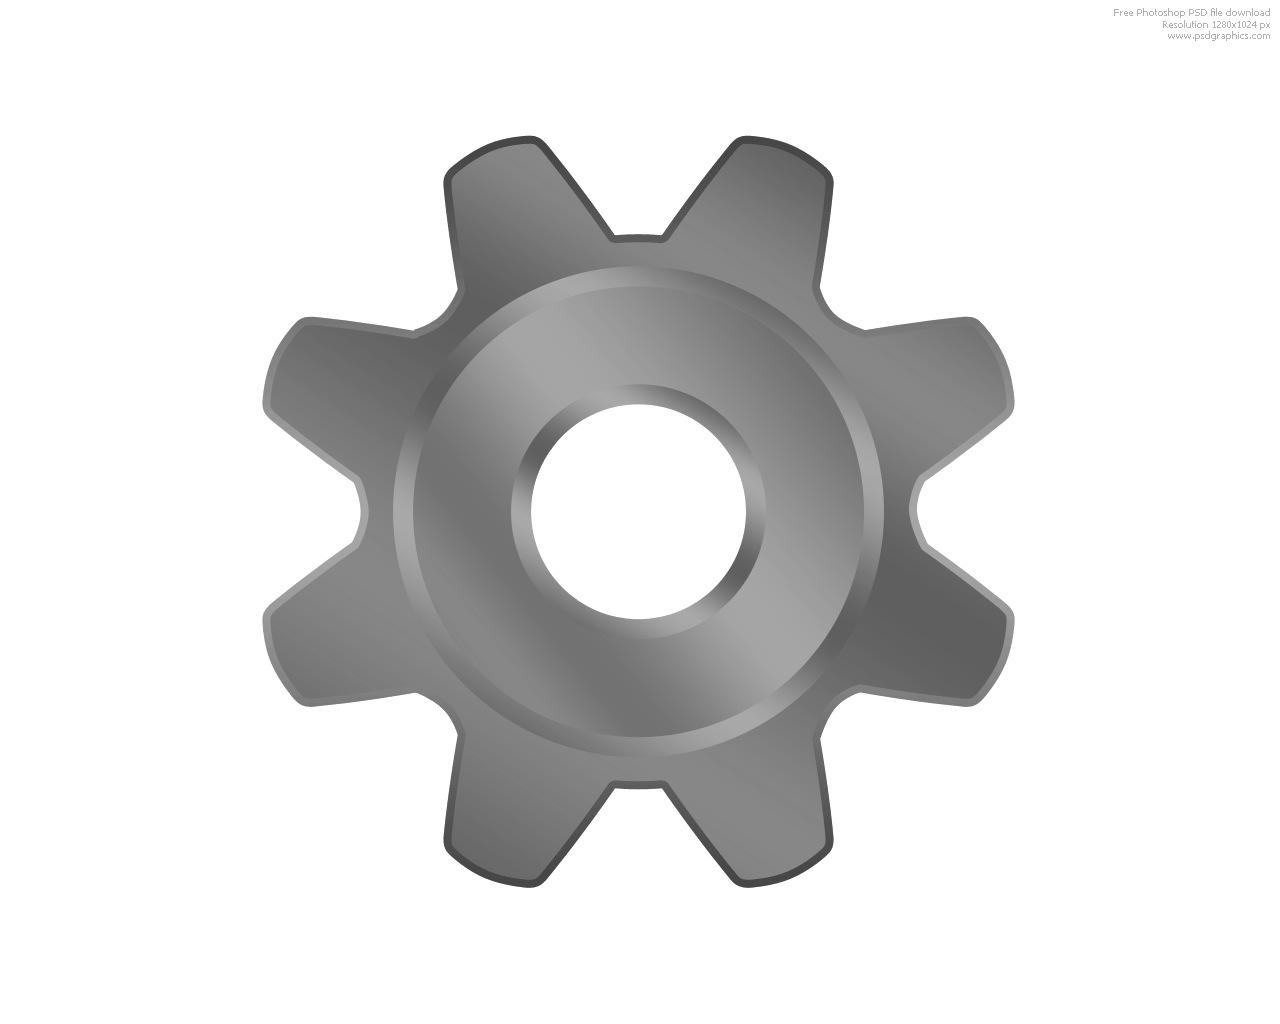 Free Photoshop PSD file download
Resolution 1280x1024 px
www.psdgraphics.com